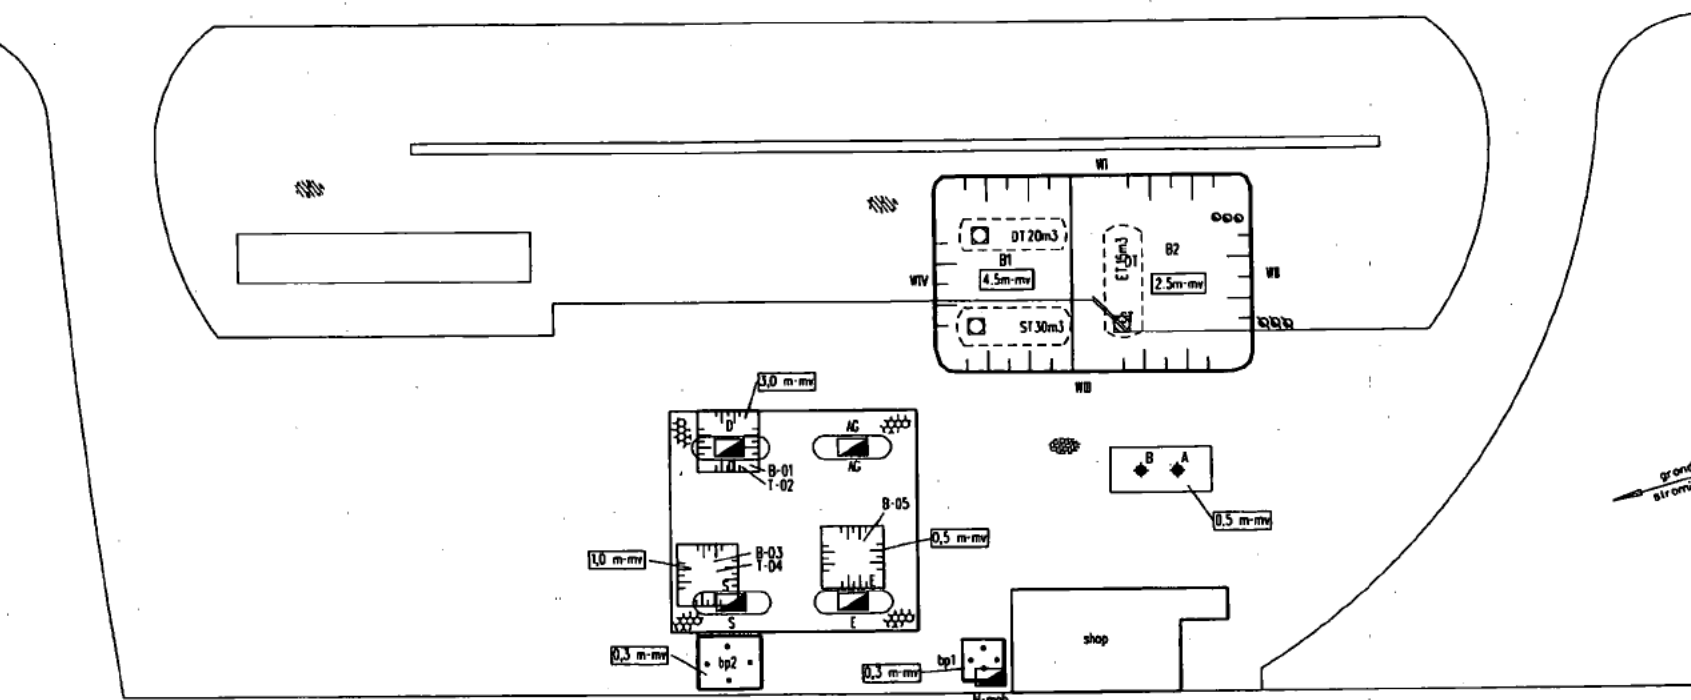 WI
DT 20m3
B1
4.5m-mv
ET 15m3
DT
B2
2.5m-mv
WIV
WII
ST 30m3
WIII
3,0 m-mv
D
D
AG
AG
B-01
T-02
B-05
0,5 m-mv
B
A
0,5 m-mv
1,0 m-mv
B-03
T-04
S
S
E
E
0,3 m-mv
bp2
bp1
0,3 m-mv
shop